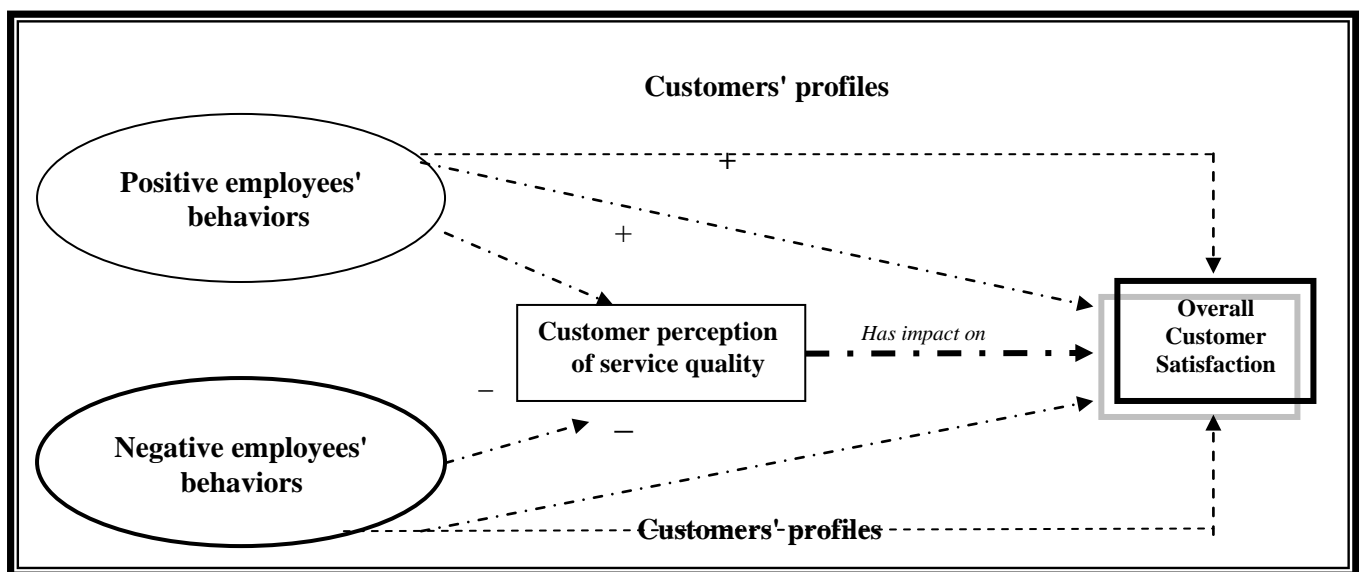 Customers' profiles
+
Positive employees'
behaviors
+
Customer perception
of service quality
Has impact on
Overall
Customer
Satisfaction
–
–
Negative employees'
behaviors
Customers' profiles